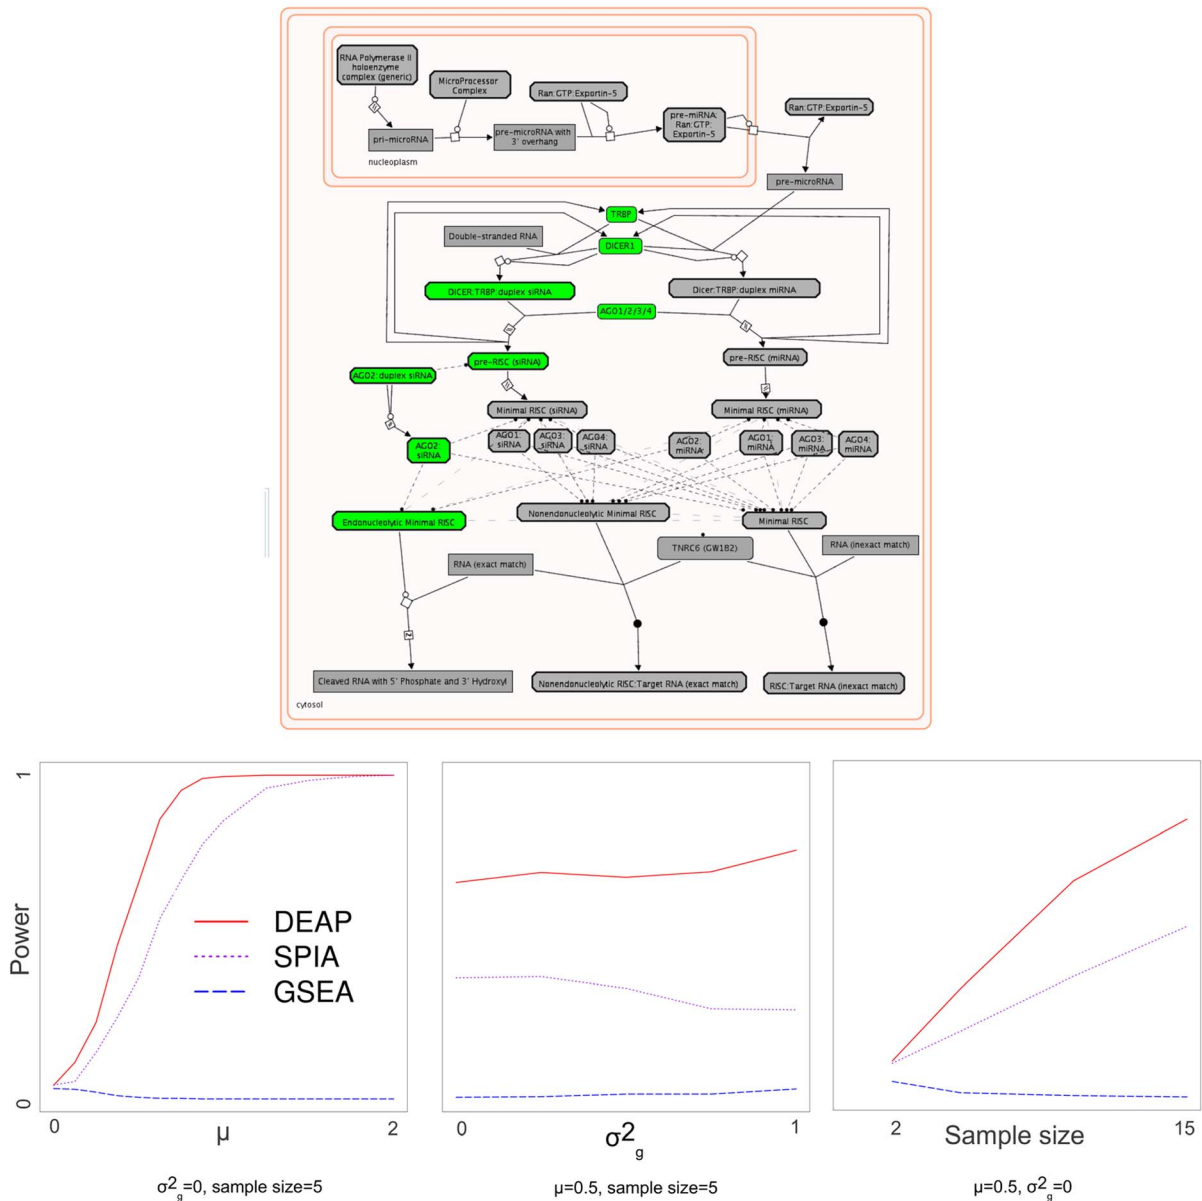 RNA Polymerase II
holoenzyme
complex (generic)
MicroProcessor
Complex
Ran:GTP:Exportin-5
pre-miRNA:
Ran:GTP:
Exportin-5
Ran:GTP:Exportin-5
pri-microRNA
pre-microRNA with
3' overhang
nucleoplasm
pre-microRNA
TRBP
Double-stranded RNA
DICER1
DICER:TRBP:duplex siRNA
Dicer:TRBP:duplex miRNA
AGO1/2/3/4
pre-RISC (siRNA)
pre-RISC (miRNA)
AGO2:duplex siRNA
Minimal RISC (siRNA)
Minimal RISC (miRNA)
AGO1:
siRNA
AGO3:
siRNA
AGO4:
siRNA
AGO2:
miRNA
AGO1:
miRNA
AGO3:
miRNA
AGO4:
miRNA
AGO2:
siRNA
Endonucleolytic Minimal RISC
Nonendonucleolytic Minimal RISC
Minimal RISC
TNRC6 (GW182)
RNA (inexact match)
RNA (exact match)
Cleaved RNA with 5' Phosphate and 3' Hydroxyl
Nonendonucleolytic RISC:Target RNA (exact match)
RISC:Target RNA (inexact match)
cytosol
Power
1
0
DEAP
SPIA
GSEA
0
μ
2
0
σ²g
1
2
Sample size
15
σ²g=0, sample size=5
μ=0.5, sample size=5
μ=0.5, σ²g=0